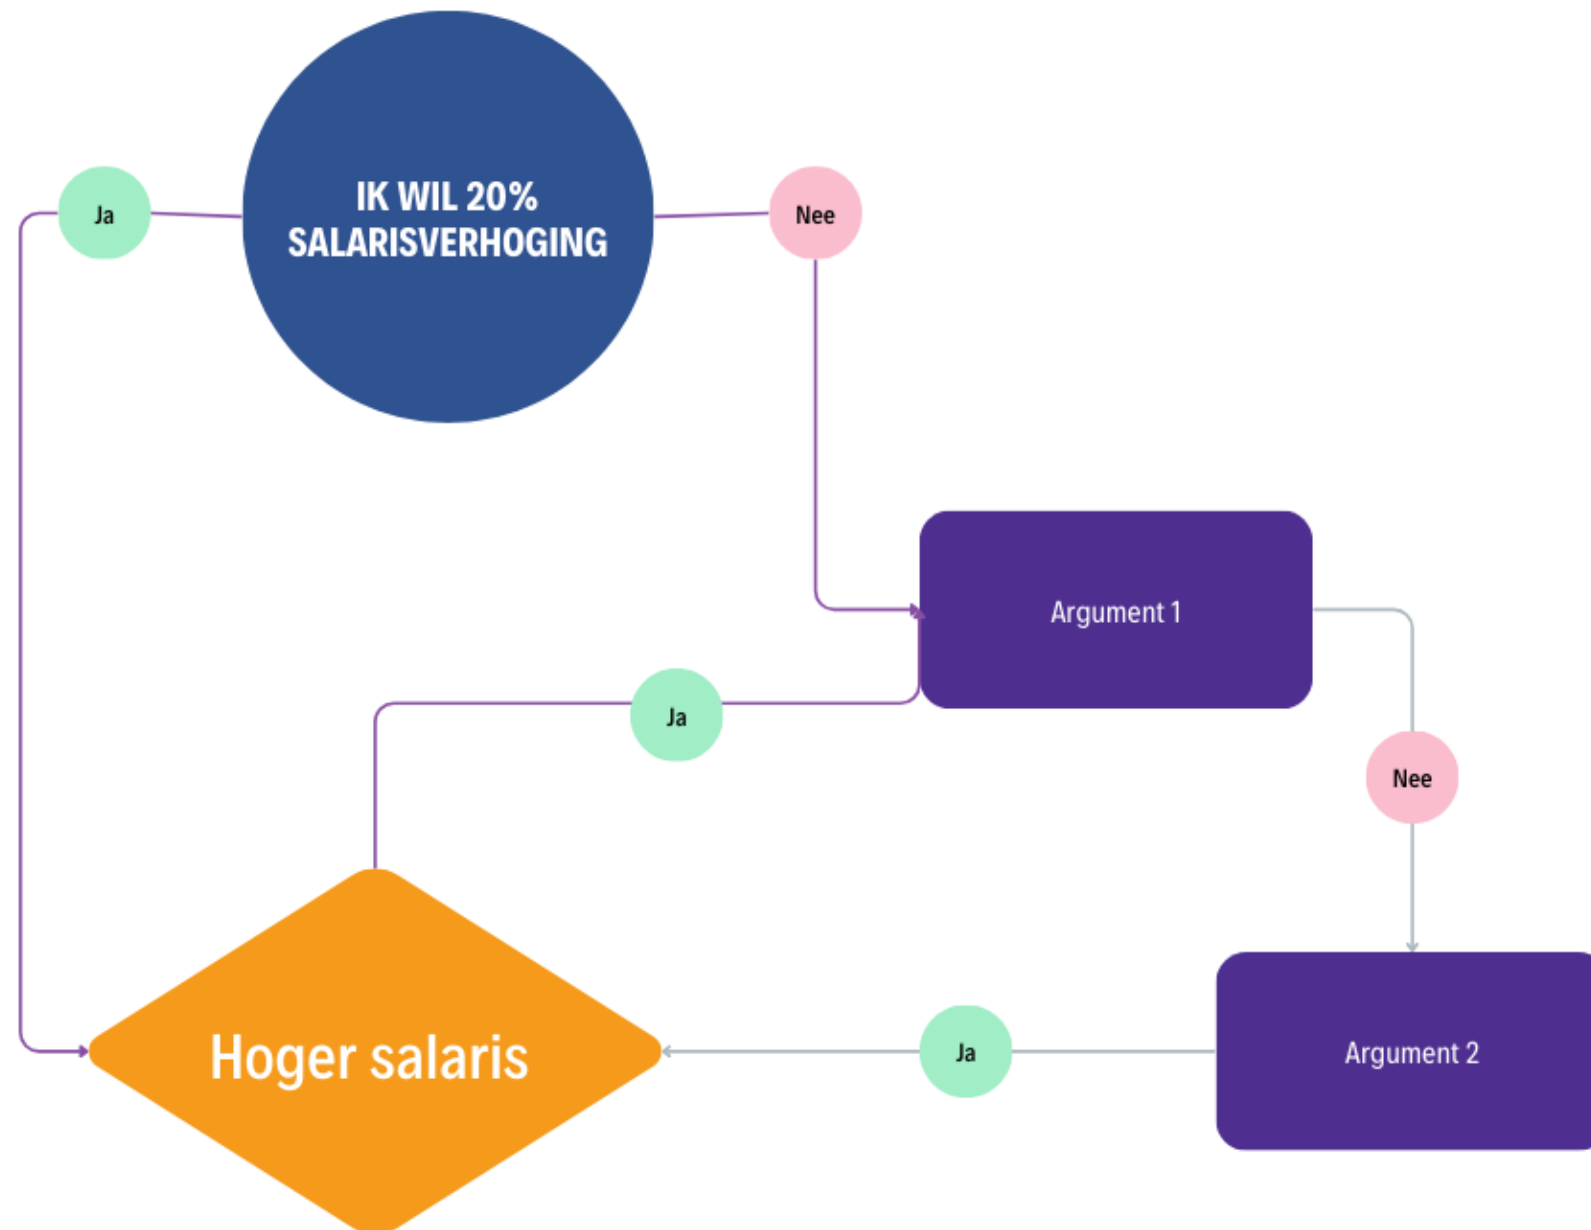 Ja
IK WIL 20%
SALARISVERHOGING
Nee
Argument 1
Ja
Nee
Hoger salaris
Ja
Argument 2